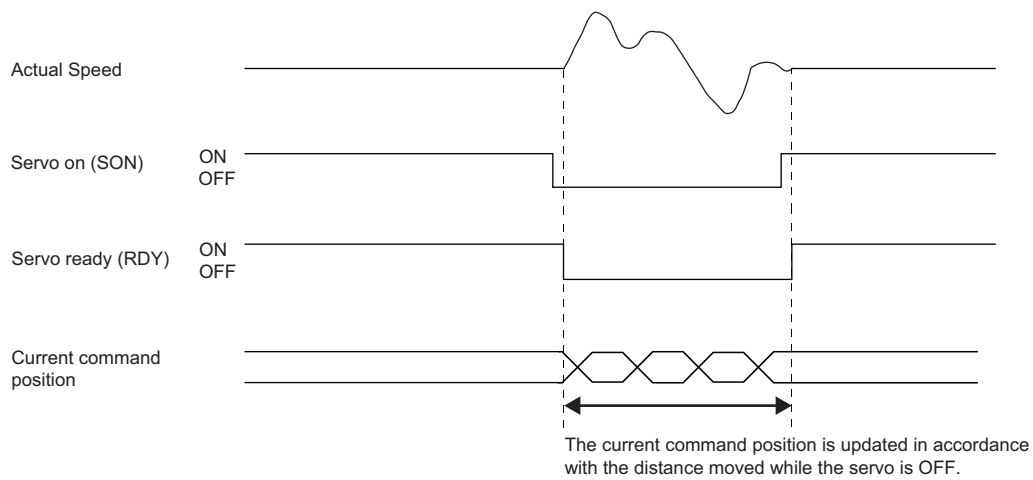 Actual Speed
Servo on (SON)
ON
OFF
Servo ready (RDY)
ON
OFF
Current command
position
The current command position is updated in accordance
with the distance moved while the servo is OFF.